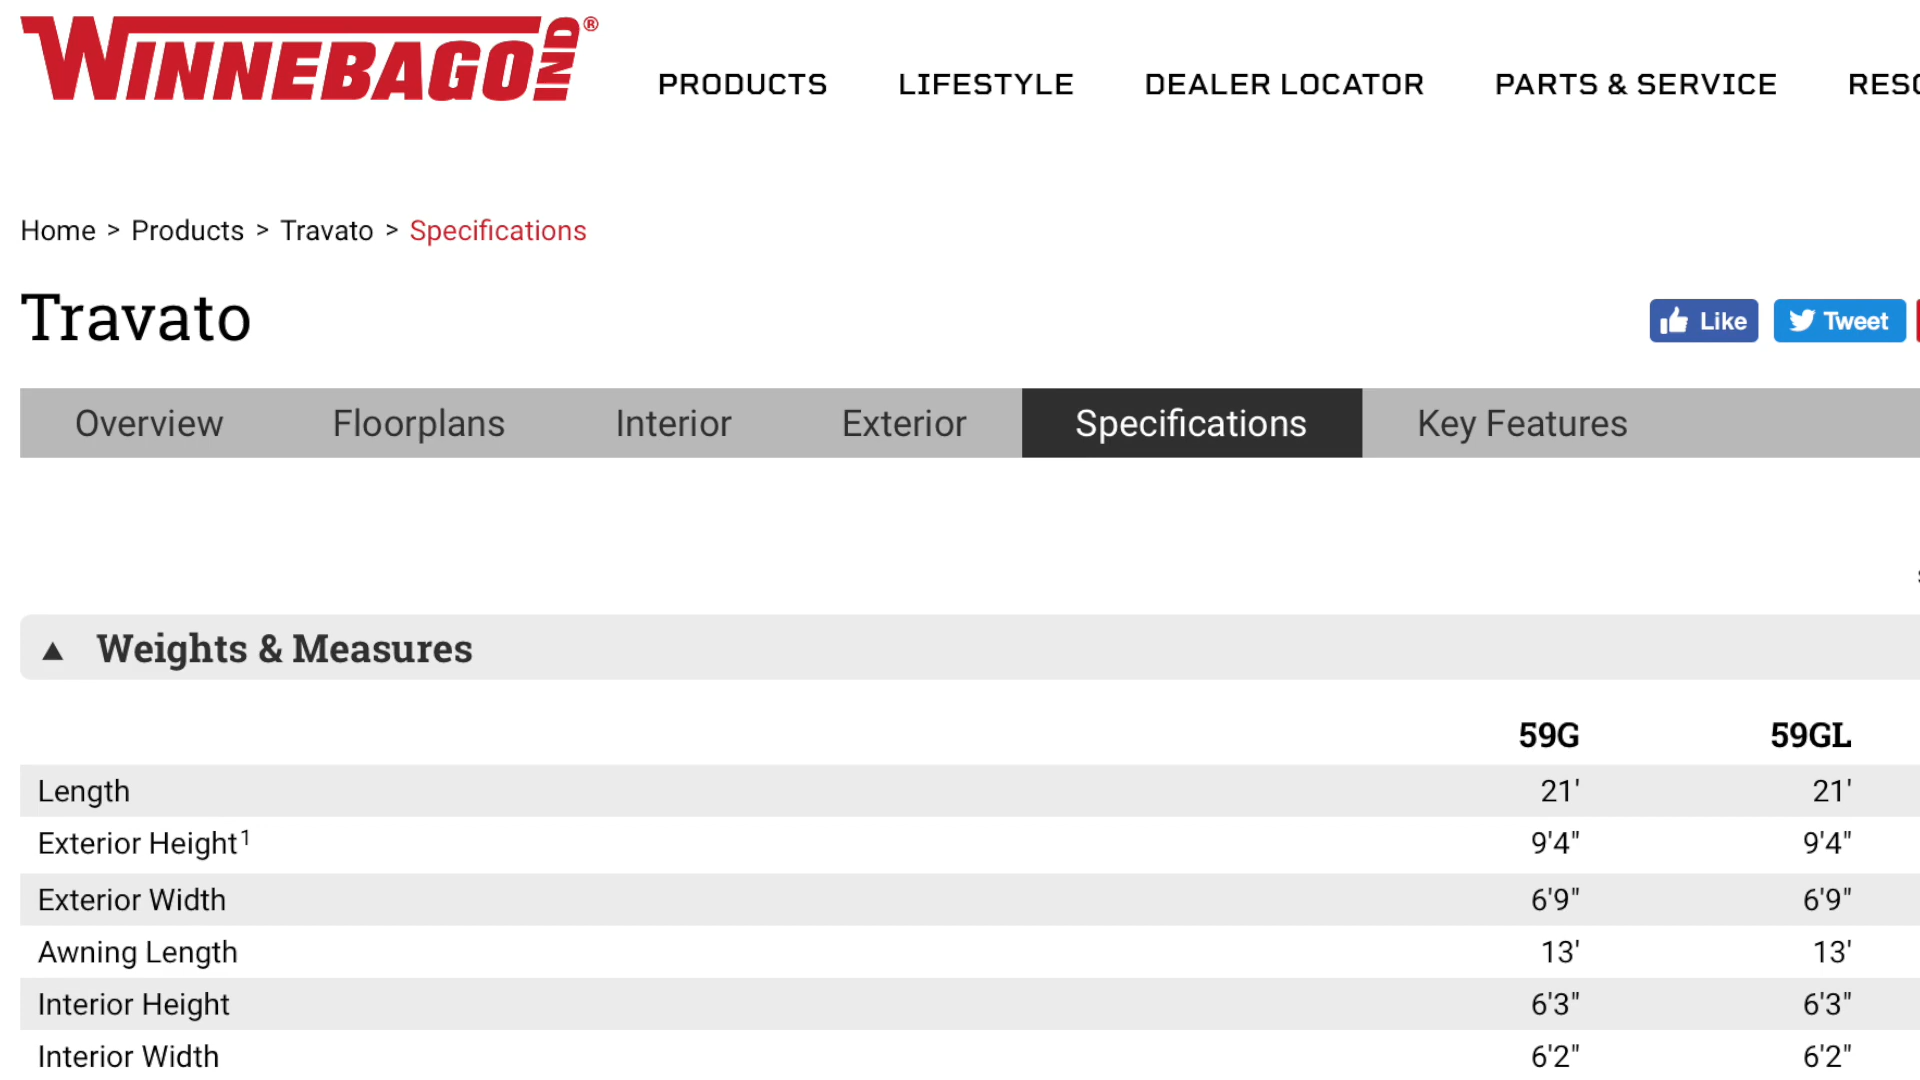 WINNEBAGO IND®
PRODUCTS LIFESTYLE DEALER LOCATOR PARTS & SERVICE
Home > Products > Travato > Specifications
Travato
Like Tweet
Overview Floorplans Interior Exterior Specifications Key Features
▲ Weights & Measures
59G 59GL
Length 21' 21'
Exterior Height¹ 9'4" 9'4"
Exterior Width 6'9" 6'9"
Awning Length 13' 13'
Interior Height 6'3" 6'3"
Interior Width 6'2" 6'2"